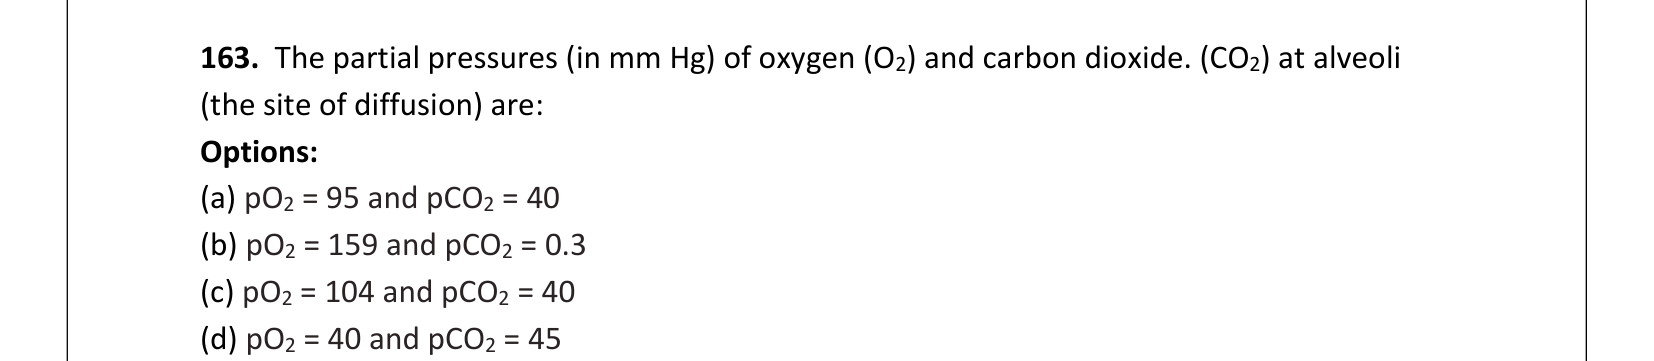 163. The partial pressures (in mm Hg) of oxygen (O₂) and carbon dioxide. (CO₂) at alveoli
(the site of diffusion) are:
Options:
(a) pO₂ = 95 and pCO₂ = 40
(b) pO₂ = 159 and pCO₂ = 0.3
(c) pO₂ = 104 and pCO₂ = 40
(d) pO₂ = 40 and pCO₂ = 45